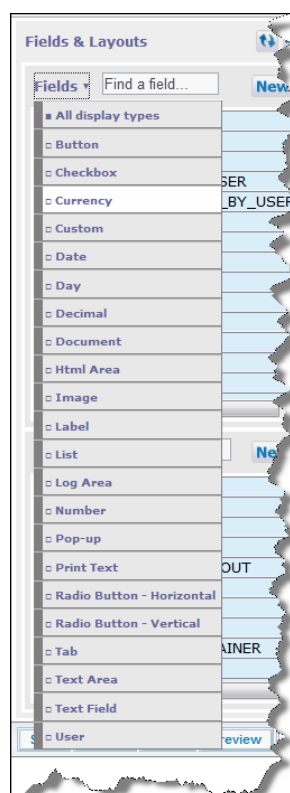 Fields & Layouts
Fields
Find a field...
New
All display types
Button
Checkbox
SER
Currency
_BY_USER
Custom
Date
Day
Decimal
Document
Html Area
Image
Label
List
Ne
Log Area
Number
Pop-up
Print Text
OUT
Radio Button - Horizontal
Radio Button - Vertical
Tab
AINER
Text Area
Text Field
User
S
review